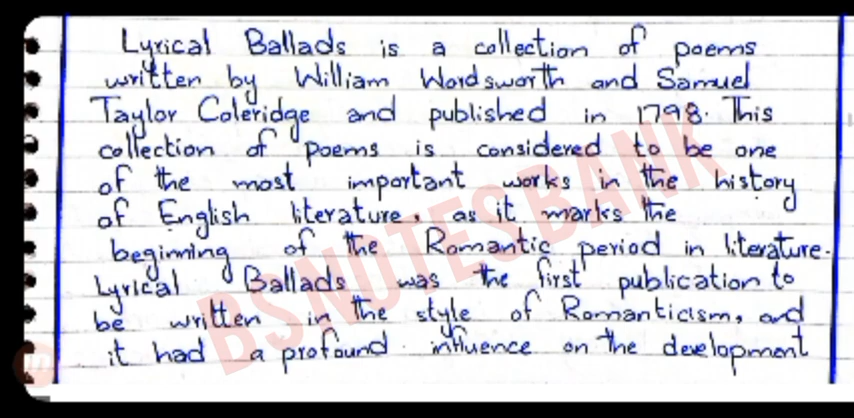 Lyrical Ballads is a collection of poems
written by William Wordsworth and Samuel
Taylor Coleridge and published in 1798. This
collection of poems is considered to be one
of the most important works in the history
of English literature, as it marks the
beginning of the Romantic period in literature.
Lyrical Ballads was the first publication to
be written in the style of Romanticism, and
it had a profound influence on the development
BSNOTESBANK